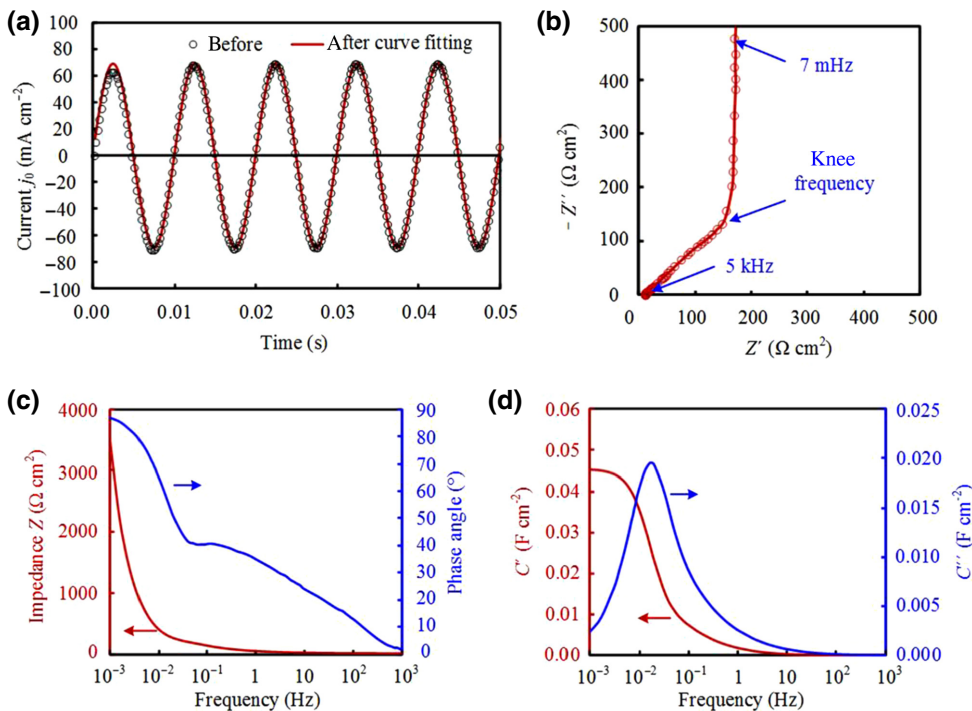 (a)
100
80
60
40
20
0
−20
−40
−60
−80
−100
Current j₀ (mA cm⁻²)
Before
After curve fitting
0.00 0.01 0.02 0.03 0.04 0.05
Time (s)
(b)
500
400
300
200
100
0
− Z′′ (Ω cm²)
7 mHz
Knee
frequency
5 kHz
0 100 200 300 400 500
Z′ (Ω cm²)
(c)
4000
3000
2000
1000
0
Impedance Z (Ω cm²)
90
80
70
60
50
40
30
20
10
0
Phase angle (°)
10⁻³ 10⁻² 10⁻¹ 1 10¹ 10² 10³
Frequency (Hz)
(d)
0.06
0.05
0.04
0.03
0.02
0.01
0.00
C′ (F cm⁻²)
0.025
0.020
0.015
0.010
0.005
0.000
C′′ (F cm⁻²)
10⁻³ 10⁻² 10⁻¹ 1 10¹ 10² 10³
Frequency (Hz)